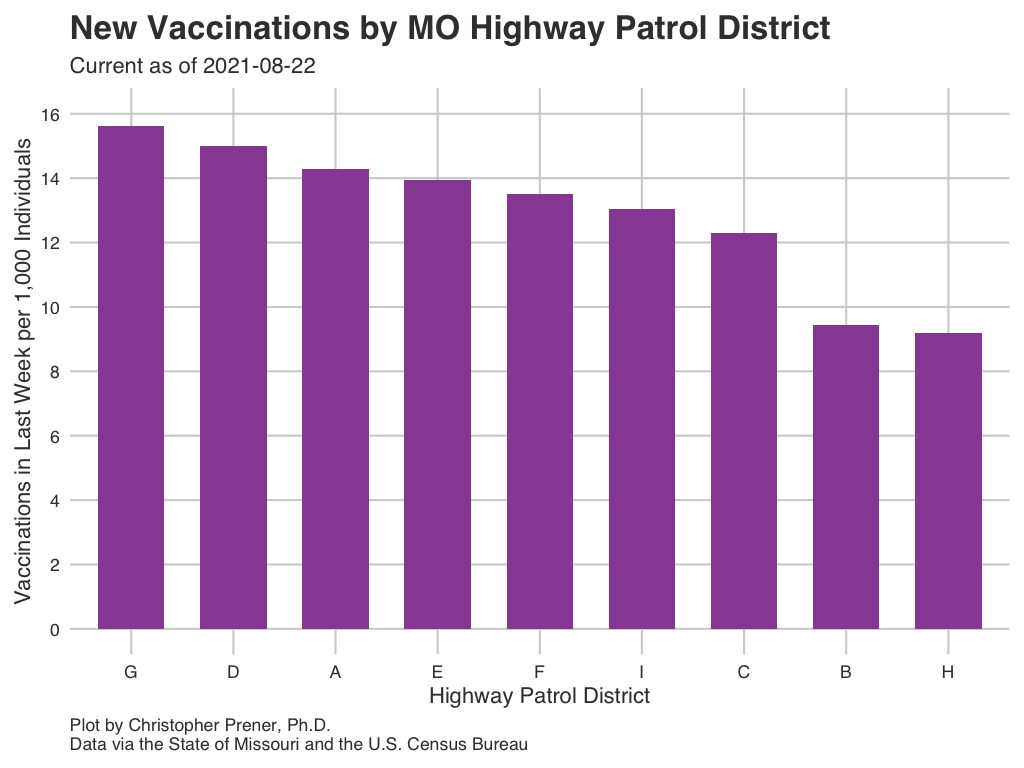 New Vaccinations by MO Highway Patrol District
Current as of 2021-08-22
Vaccinations in Last Week per 1,000 Individuals
16
14
12
10
8
6
4
2
0
G D A E F I C B H
Highway Patrol District
Plot by Christopher Prener, Ph.D.
Data via the State of Missouri and the U.S. Census Bureau